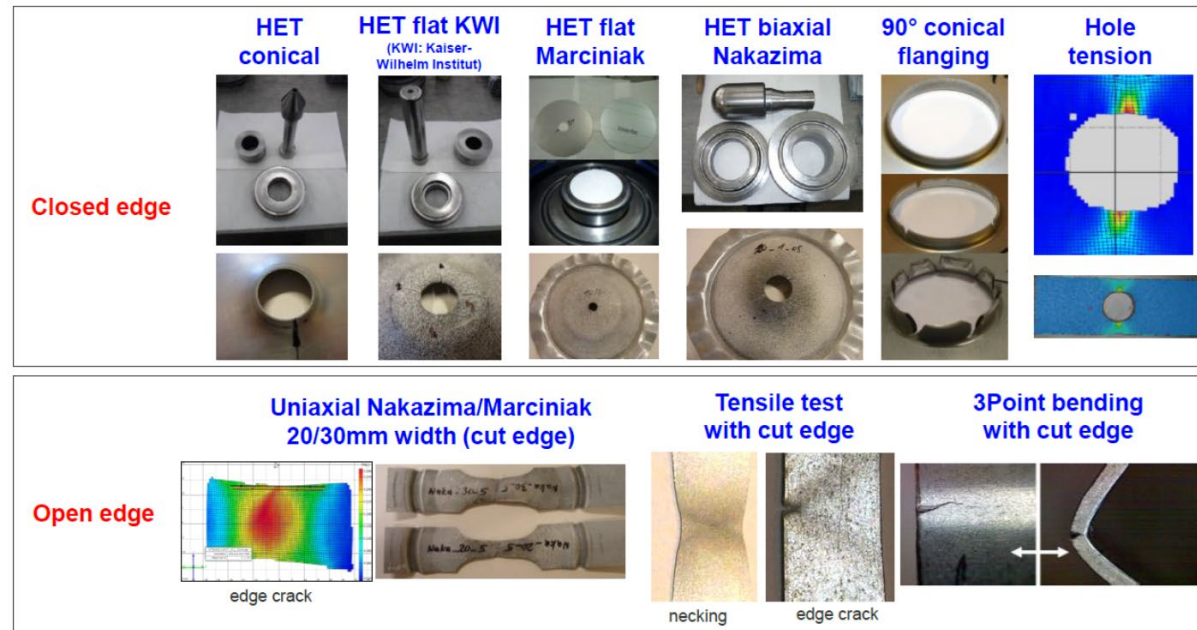 HET
conical
HET flat KWI
(KWI: Kaiser-
Wilhelm Institut)
HET flat
Marciniak
HET biaxial
Nakazima
90° conical
flanging
Hole
tension
Closed edge
Uniaxial Nakazima/Marciniak
20/30mm width (cut edge)
Tensile test
with cut edge
3Point bending
with cut edge
Open edge
edge crack
necking
edge crack